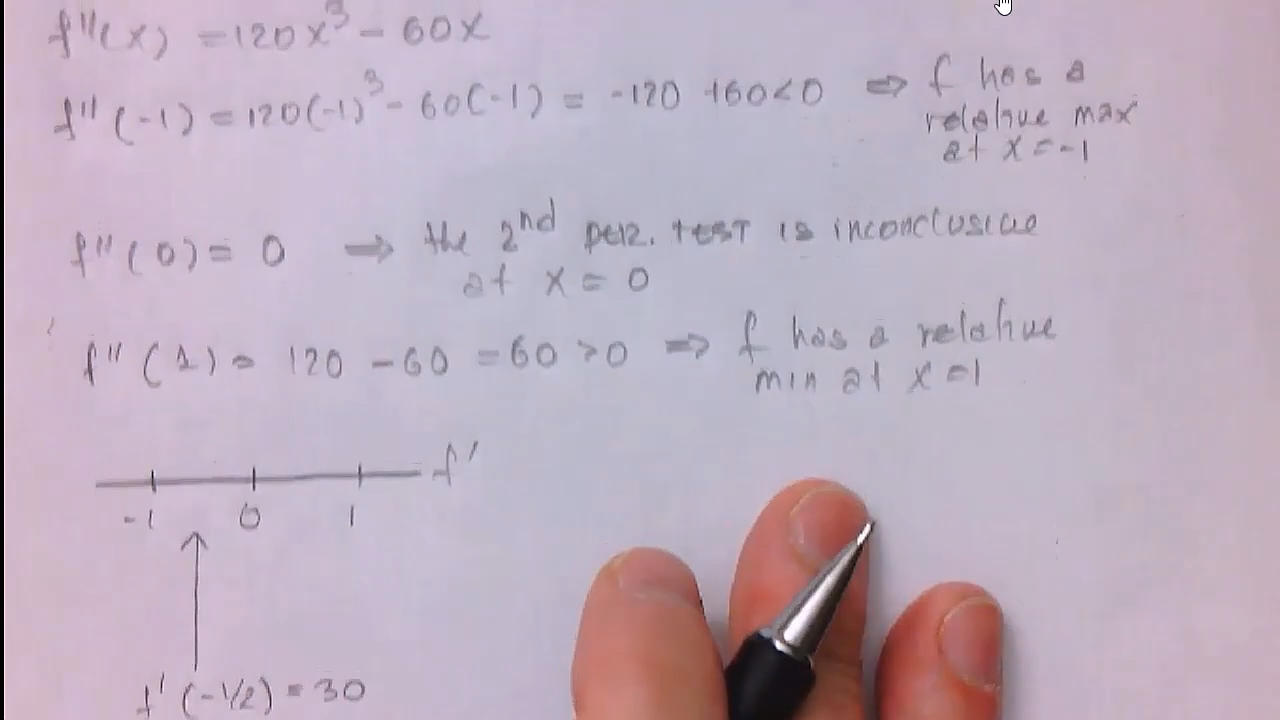 f''(x) = 120x³ - 60x
f''(-1) = 120(-1)³ - 60(-1) = -120 +60<0 ⇒ f has a
relative max
at x = -1
f''(0) = 0 ⇒ the 2nd DER. TEST is inconclusive
at x = 0
f''(1) = 120 - 60 = 60 >0 ⇒ f has a relative
min at x =1
f'
-1 0 1
f'(-1/2) = 30